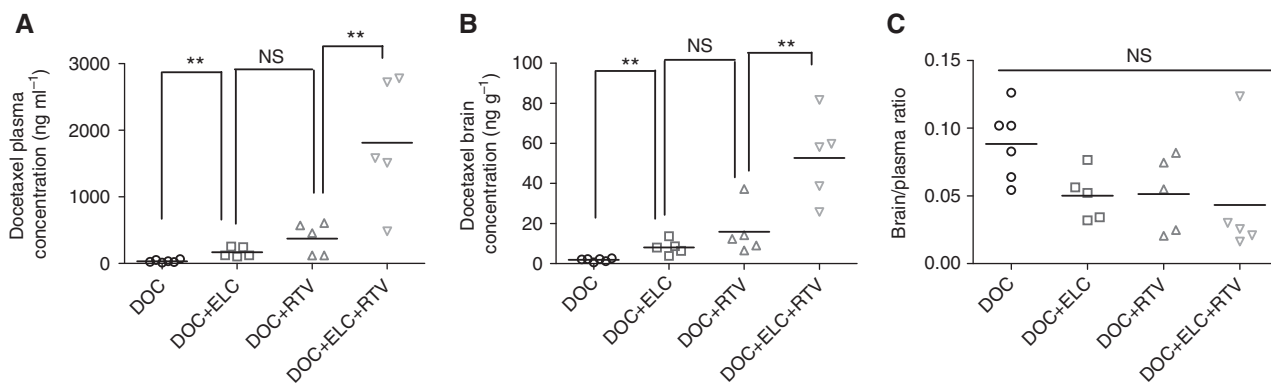 A
Docetaxel plasma
concentration (ng ml⁻¹)
3000
2000
1000
0
**
NS
**
DOC
DOC+ELC
DOC+RTV
DOC+ELC+RTV
B
Docetaxel brain
concentration (ng g⁻¹)
100
80
60
40
20
0
**
NS
**
DOC
DOC+ELC
DOC+RTV
DOC+ELC+RTV
C
Brain/plasma ratio
0.15
0.10
0.05
0.00
NS
DOC
DOC+ELC
DOC+RTV
DOC+ELC+RTV